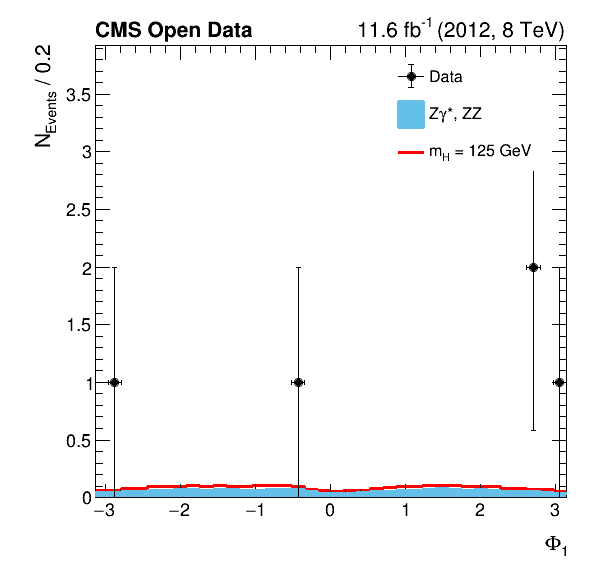 CMS Open Data
11.6 fb⁻¹ (2012, 8 TeV)
N_Events / 0.2
Data
Zγ*, ZZ
m_H = 125 GeV
3.5
3
2.5
2
1.5
1
0.5
0
−3 −2 −1 0 1 2 3
Φ₁